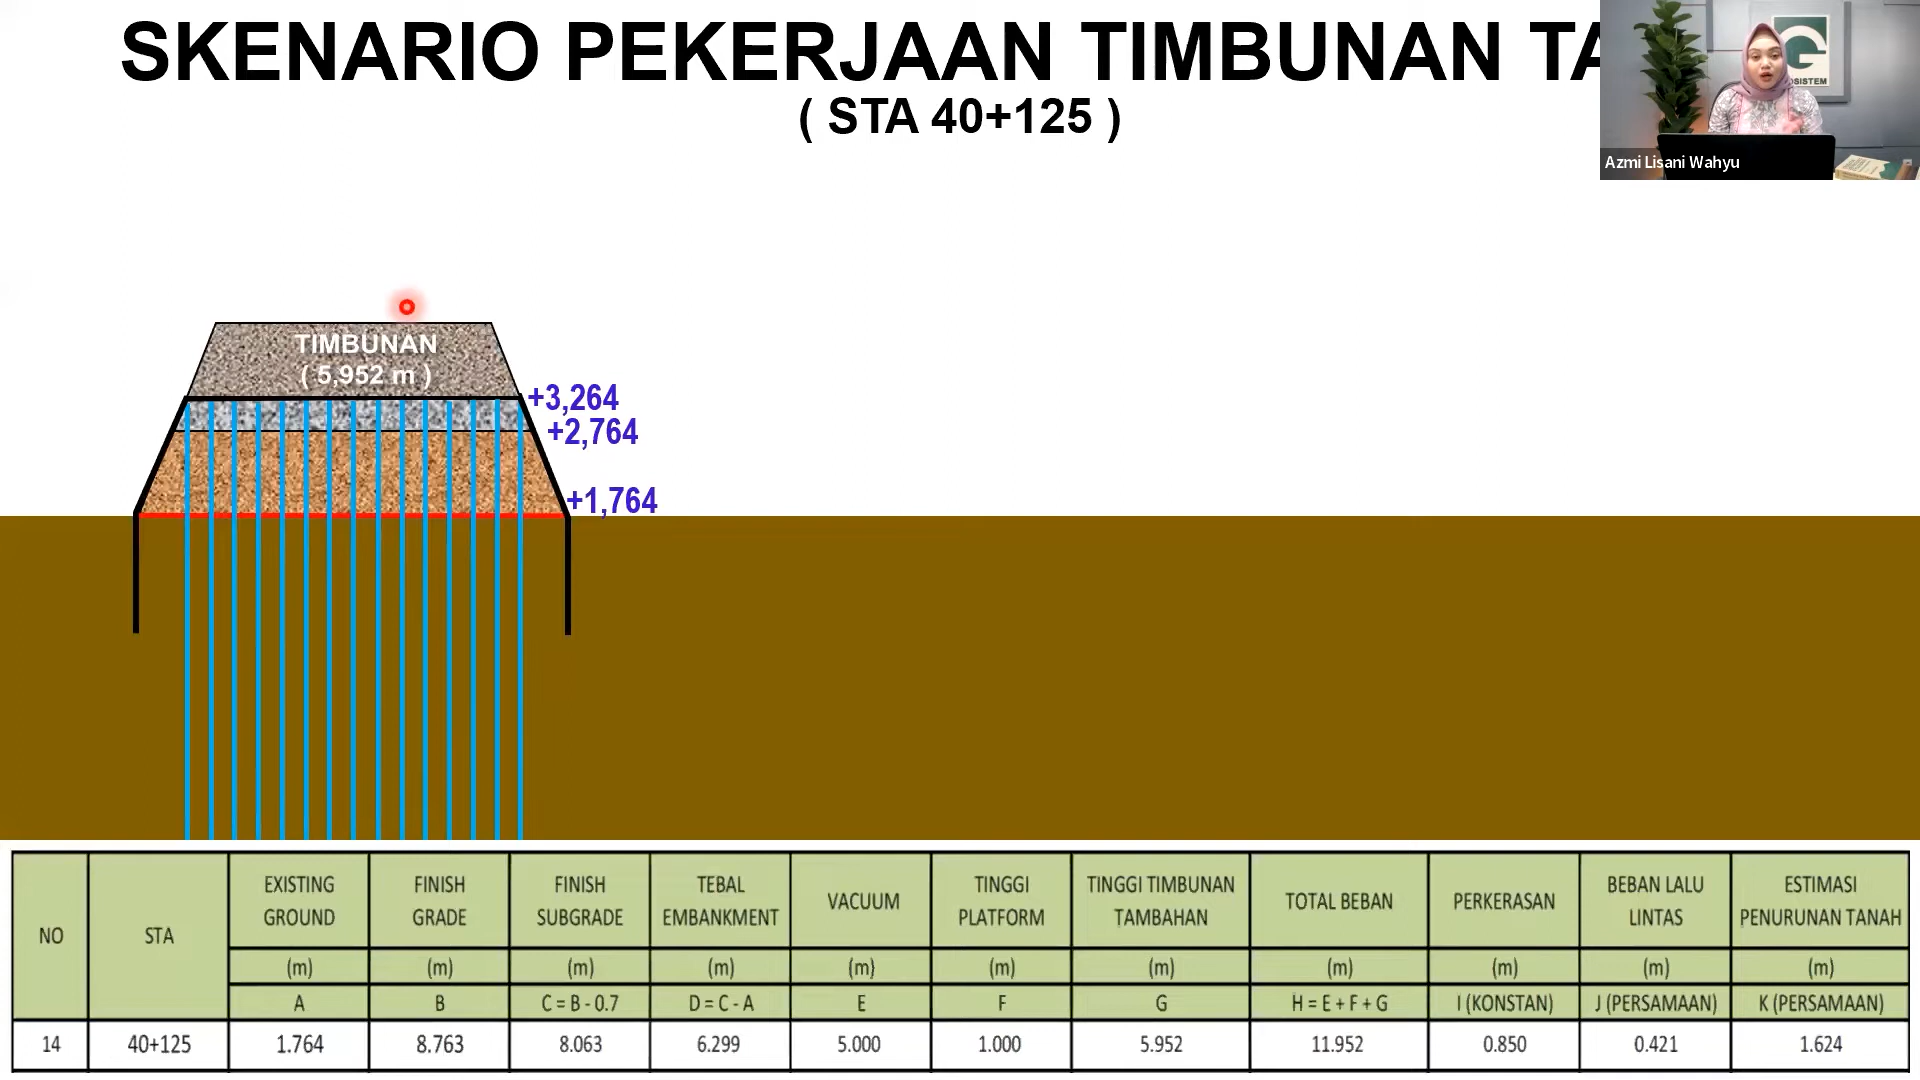 SKENARIO PEKERJAAN TIMBUNAN
( STA 40+125 )
OSISTEM
Azmi Lisani Wahyu
TIMBUNAN
( 5,952 m )
+3,264
+2,764
+1,764
NO STA EXISTING GROUND FINISH GRADE FINISH SUBGRADE TEBAL EMBANKMENT VACUUM TINGGI PLATFORM TINGGI TIMBUNAN TAMBAHAN TOTAL BEBAN PERKERASAN BEBAN LALU LINTAS ESTIMASI PENURUNAN TANAH
(m) (m) (m) (m) (m) (m) (m) (m) (m) (m) (m)
A B C = B - 0.7 D = C - A E F G H = E + F + G I (KONSTAN) J (PERSAMAAN) K (PERSAMAAN)
14 40+125 1.764 8.763 8.063 6.299 5.000 1.000 5.952 11.952 0.850 0.421 1.624